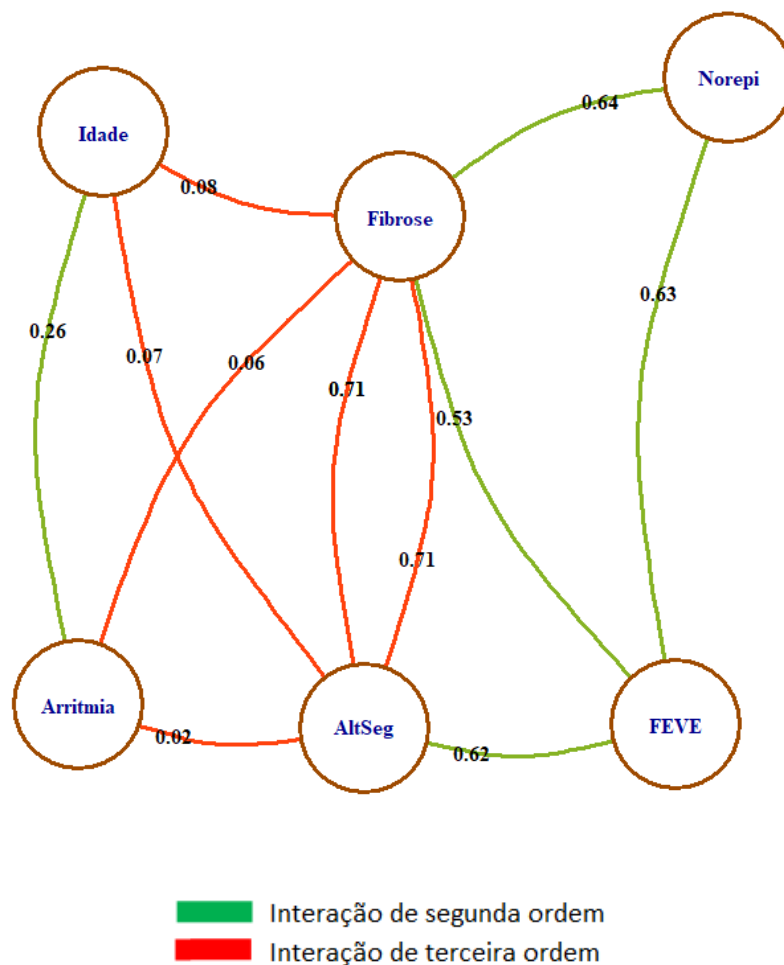 Norepi
0.64
Idade
0.08
Fibrose
0.63
0.26
0.07
0.06
0.71
0.53
0.71
Arritmia
AltSeg
FEVE
0.02
0.62
Interação de segunda ordem
Interação de terceira ordem